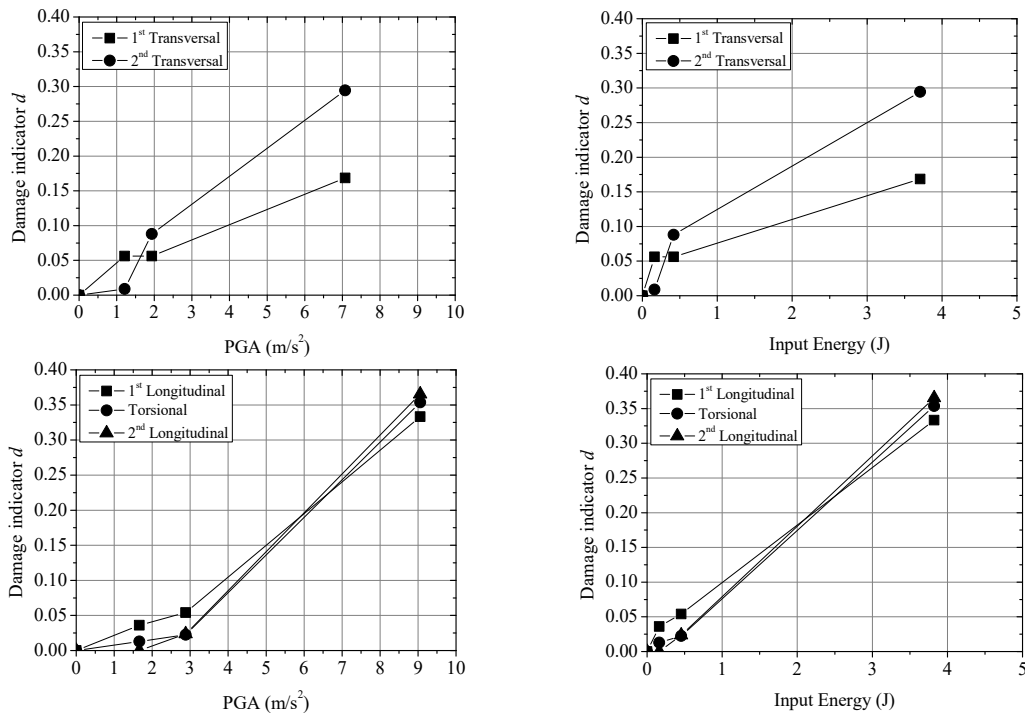 0.40
0.35
0.30
0.25
0.20
0.15
0.10
0.05
0.00
Damage indicator d
1st Transversal
2nd Transversal
0 1 2 3 4 5 6 7 8 9 10
PGA (m/s2)
0.40
0.35
0.30
0.25
0.20
0.15
0.10
0.05
0.00
Damage indicator d
1st Transversal
2nd Transversal
0 1 2 3 4 5
Input Energy (J)
0.40
0.35
0.30
0.25
0.20
0.15
0.10
0.05
0.00
Damage indicator d
1st Longitudinal
Torsional
2nd Longitudinal
0 1 2 3 4 5 6 7 8 9 10
PGA (m/s2)
0.40
0.35
0.30
0.25
0.20
0.15
0.10
0.05
0.00
Damage indicator d
1st Longitudinal
Torsional
2nd Longitudinal
0 1 2 3 4 5
Input Energy (J)